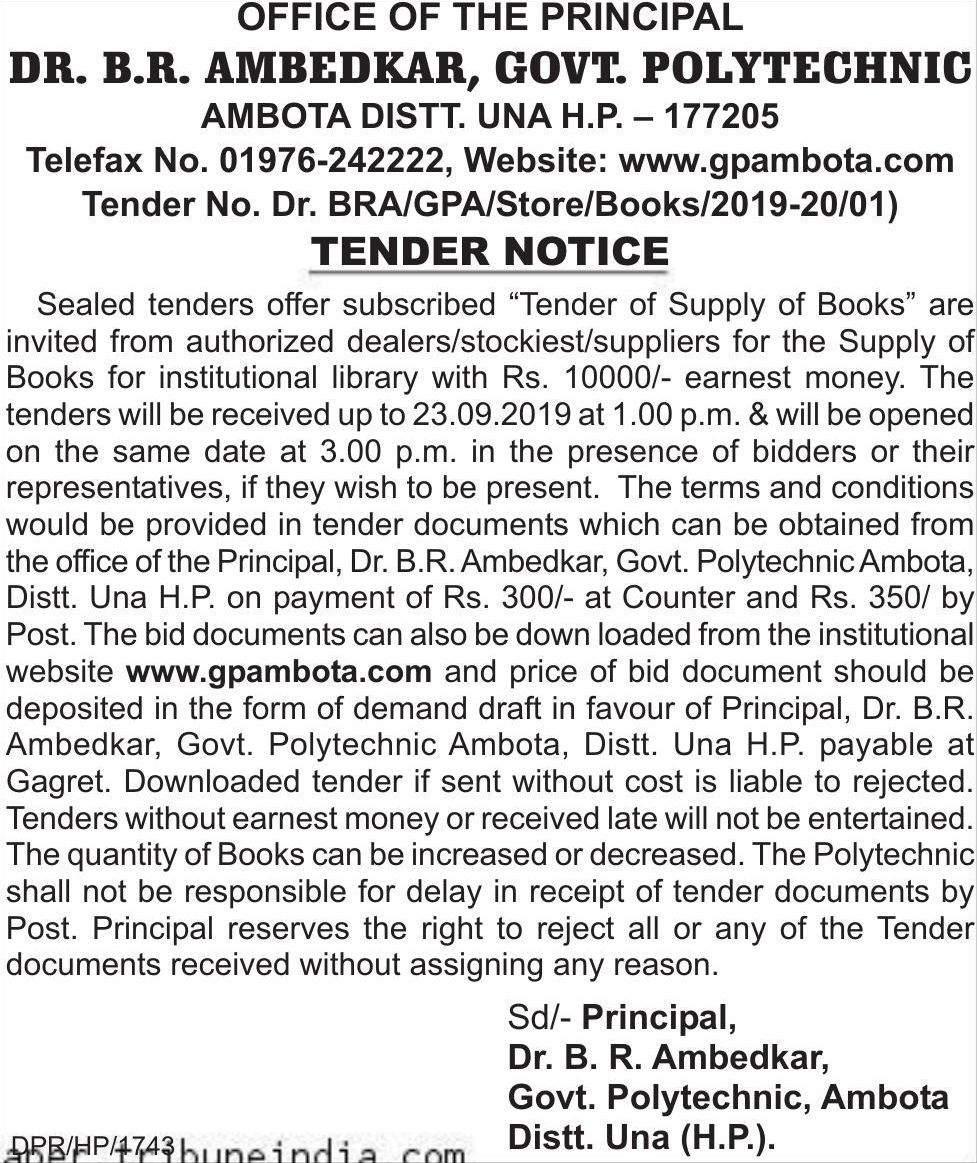 OFFICE OF THE PRINCIPAL
DR. B.R. AMBEDKAR, GOVT. POLYTECHNIC
AMBOTA DISTT. UNA H.P. – 177205
Telefax No. 01976-242222, Website: www.gpambota.com
Tender No. Dr. BRA/GPA/Store/Books/2019-20/01)
TENDER NOTICE
Sealed tenders offer subscribed “Tender of Supply of Books” are
invited from authorized dealers/stockiest/suppliers for the Supply of
Books for institutional library with Rs. 10000/- earnest money. The
tenders will be received up to 23.09.2019 at 1.00 p.m. & will be opened
on the same date at 3.00 p.m. in the presence of bidders or their
representatives, if they wish to be present. The terms and conditions
would be provided in tender documents which can be obtained from
the office of the Principal, Dr. B.R. Ambedkar, Govt. Polytechnic Ambota,
Distt. Una H.P. on payment of Rs. 300/- at Counter and Rs. 350/ by
Post. The bid documents can also be down loaded from the institutional
website www.gpambota.com and price of bid document should be
deposited in the form of demand draft in favour of Principal, Dr. B.R.
Ambedkar, Govt. Polytechnic Ambota, Distt. Una H.P. payable at
Gagret. Downloaded tender if sent without cost is liable to rejected.
Tenders without earnest money or received late will not be entertained.
The quantity of Books can be increased or decreased. The Polytechnic
shall not be responsible for delay in receipt of tender documents by
Post. Principal reserves the right to reject all or any of the Tender
documents received without assigning any reason.
Sd/- Principal,
Dr. B. R. Ambedkar,
Govt. Polytechnic, Ambota
Distt. Una (H.P.).
DPR/HP/1743
aper.tribuneindia.com